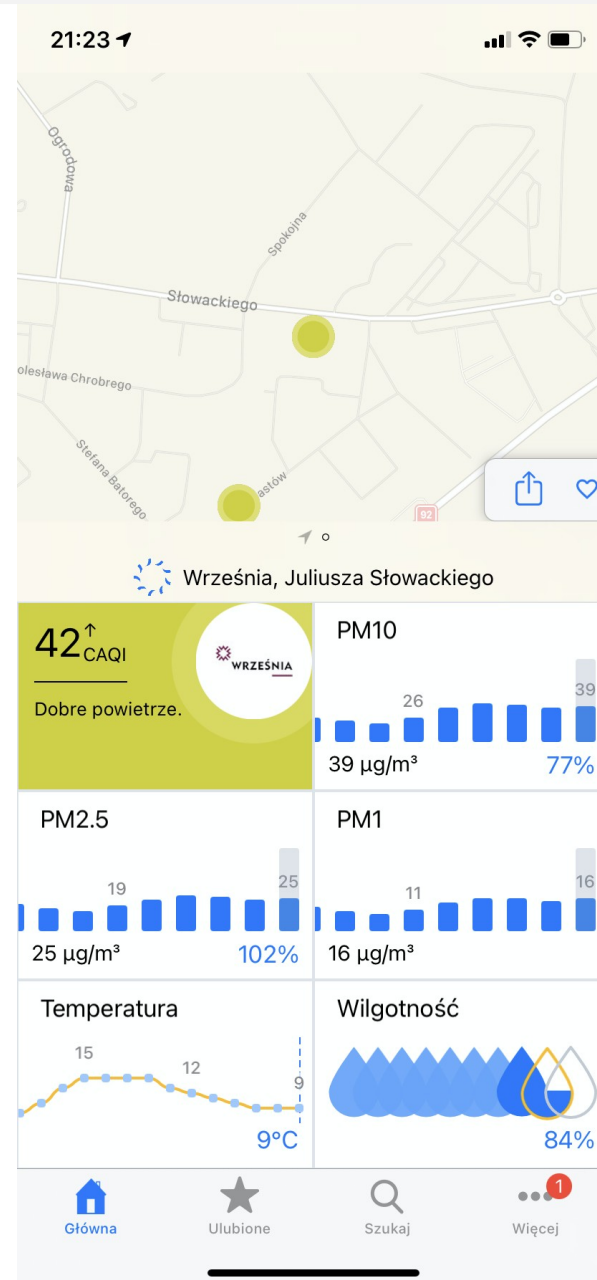 21:23
Ogrodowa
Spokojna
Słowackiego
olesława Chrobrego
Stefana Batorego
astów
92
Września, Juliusza Słowackiego
42↑ CAQI
WRZEŚNIA
Dobre powietrze.
PM10
26
39
39 µg/m³
77%
PM2.5
19
25
25 µg/m³
102%
PM1
11
16
16 µg/m³
Temperatura
15
12
9
9°C
Wilgotność
84%
Główna
Ulubione
Szukaj
1
Więcej